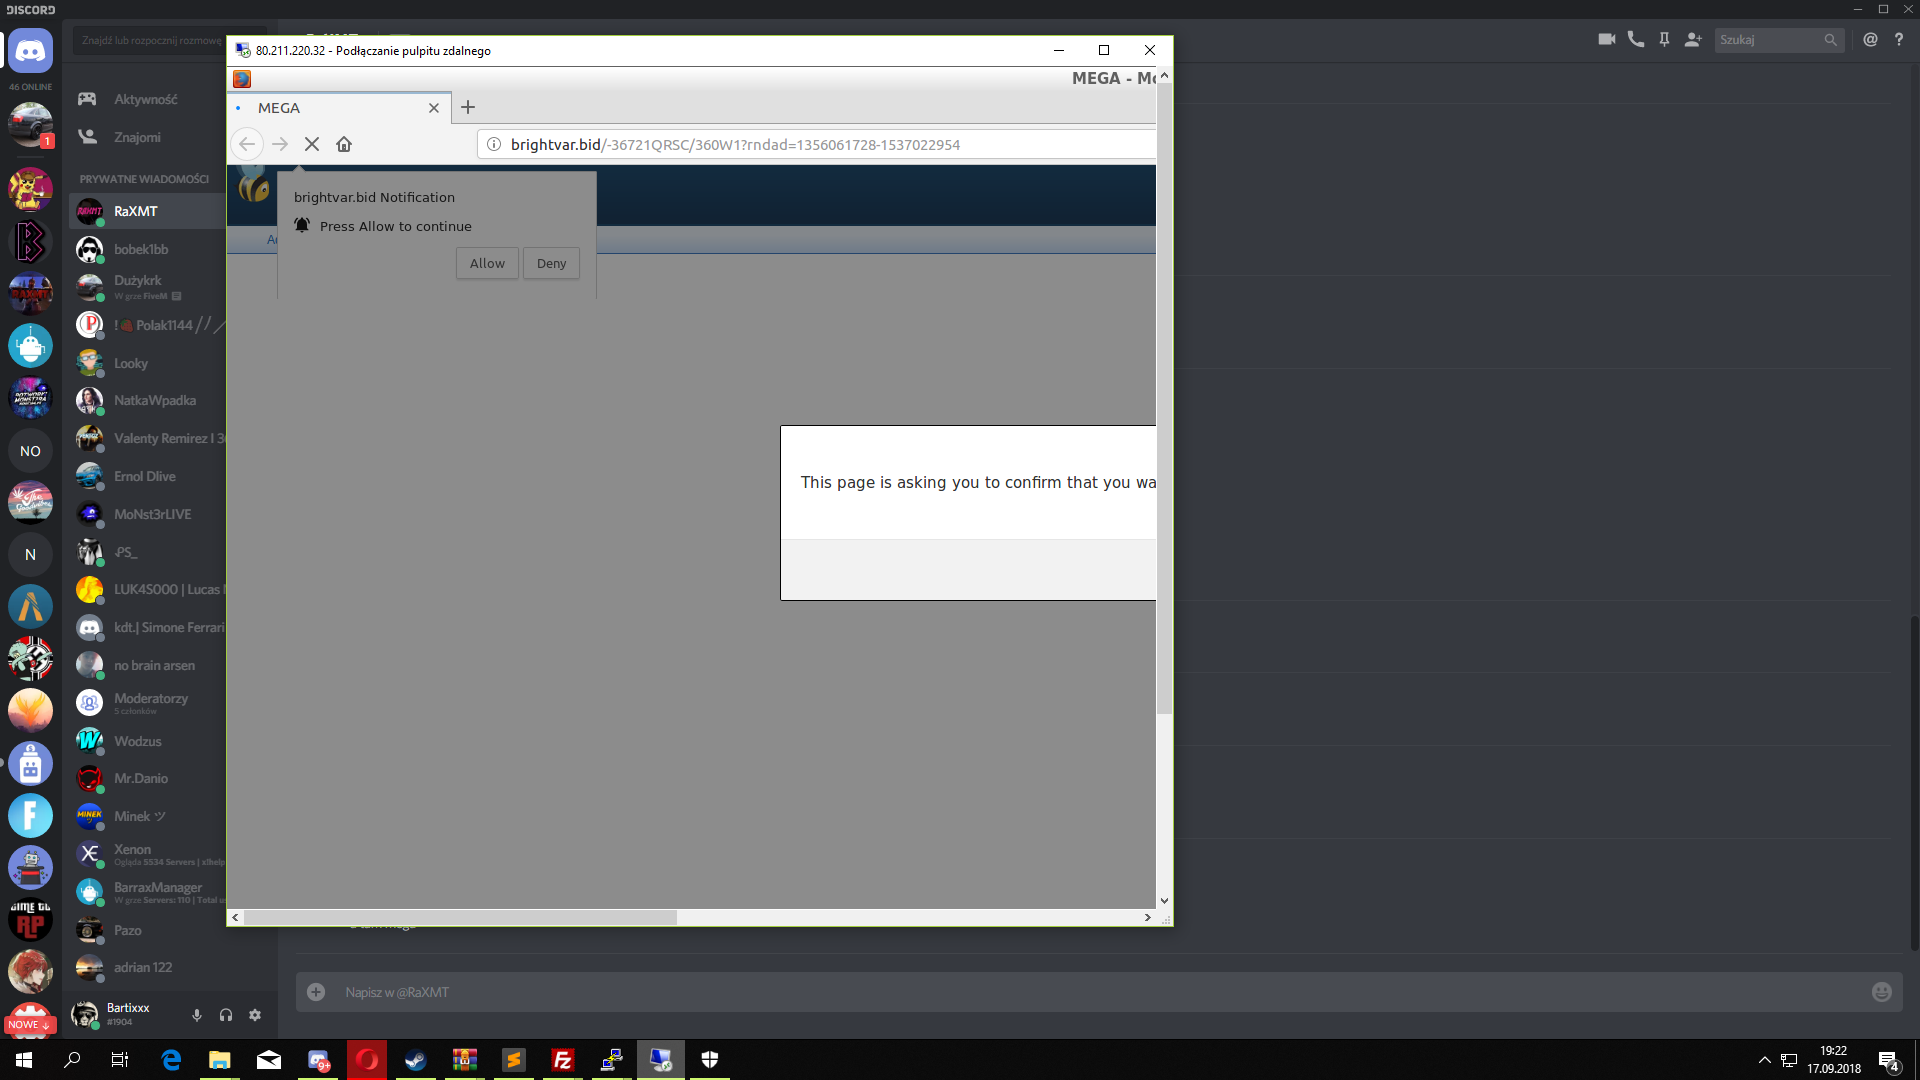 DISCORD
Znajdź lub rozpocznij rozmowę
46 ONLINE
1
Aktywność
Znajomi
PRYWATNE WIADOMOŚCI
RaXMT
bobek1bb
Dużykrk
W grze FiveM
Polak1144
Looky
NatkaWpadka
Valenty Remirez I
Ernol Dlive
MoNst3rLIVE
PS_
LUK4S000 | Lucas
kdt.| Simone Ferrari
no brain arsen
Moderatorzy
5 członków
Wodzus
Mr.Danio
Minek ツ
Xenon
Ogląda 5534 Servers | x!help
BarraxManager
W grze Servers: 110 | Total
Pazo
adrian 122
Bartixxx
#1904
NO
N
NOWE ↓
80.211.220.32 - Podłączanie pulpitu zdalnego
MEGA - Mo
MEGA
brightvar.bid/-36721QRSC/360W1?rndad=1356061728-1537022954
brightvar.bid Notification
Press Allow to continue
Allow
Deny
This page is asking you to confirm that you wa
Szukaj
Napisz w @RaXMT
9+
19:22
17.09.2018
4